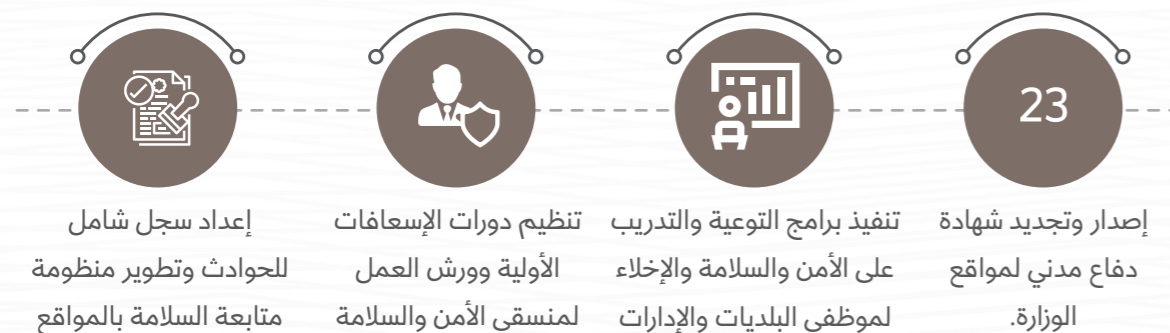 23
إصدار وتجديد شهادة
دفاع مدني لمواقع
الوزارة.
تنفيذ برامج التوعية والتدريب
على الأمن والسلامة والإخلاء
لموظفي البلديات والإدارات
تنظيم دورات الإسعافات
الأولية وورش العمل
لمنسقي الأمن والسلامة
إعداد سجل شامل
للحوادث وتطوير منظومة
متابعة السلامة بالمواقع